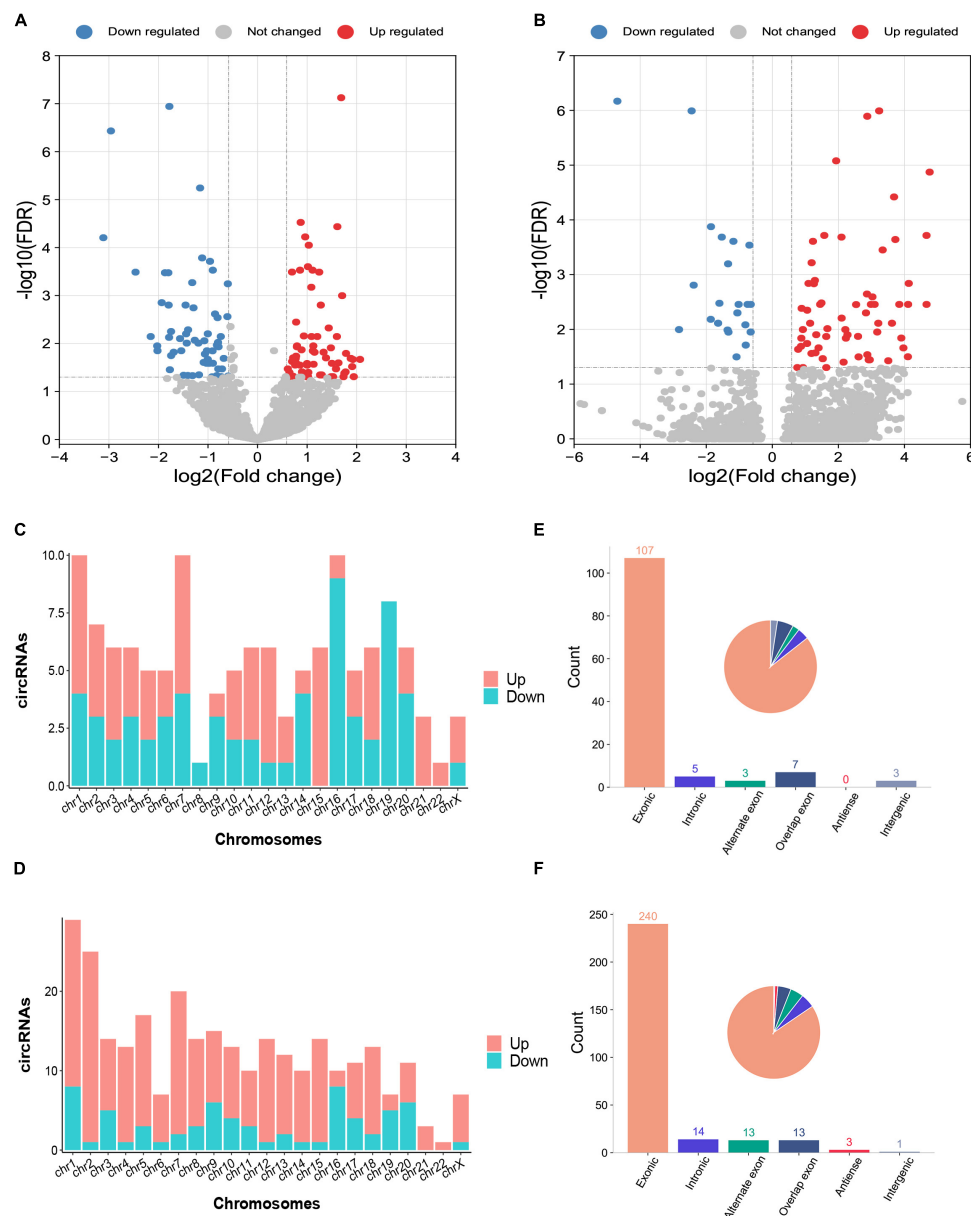 A
Down regulated Not changed Up regulated
8
7
6
5
4
3
2
1
0
-log10(FDR)
−4 −3 −2 −1 0 1 2 3 4
log2(Fold change)
B
Down regulated Not changed Up regulated
7
6
5
4
3
2
1
0
-log10(FDR)
−6 −4 −2 0 2 4 6
log2(Fold change)
C
10.0
7.5
5.0
2.5
0.0
circRNAs
chr1 chr2 chr3 chr4 chr5 chr6 chr7 chr8 chr9 chr10 chr11 chr12 chr13 chr14 chr15 chr16 chr17 chr18 chr19 chr20 chr21 chr22 chrX
Chromosomes
Up
Down
E
100
80
60
40
20
0
Count
107 5 3 7 0 3
Exonic Intronic Alternate exon Overlap exon Antiense Intergenic
D
20
10
0
circRNAs
chr1 chr2 chr3 chr4 chr5 chr6 chr7 chr8 chr9 chr10 chr11 chr12 chr13 chr14 chr15 chr16 chr17 chr18 chr19 chr20 chr21 chr22 chrX
Chromosomes
Up
Down
F
250
200
150
100
50
0
Count
240 14 13 13 3 1
Exonic Intronic Alternate exon Overlap exon Antiense Intergenic